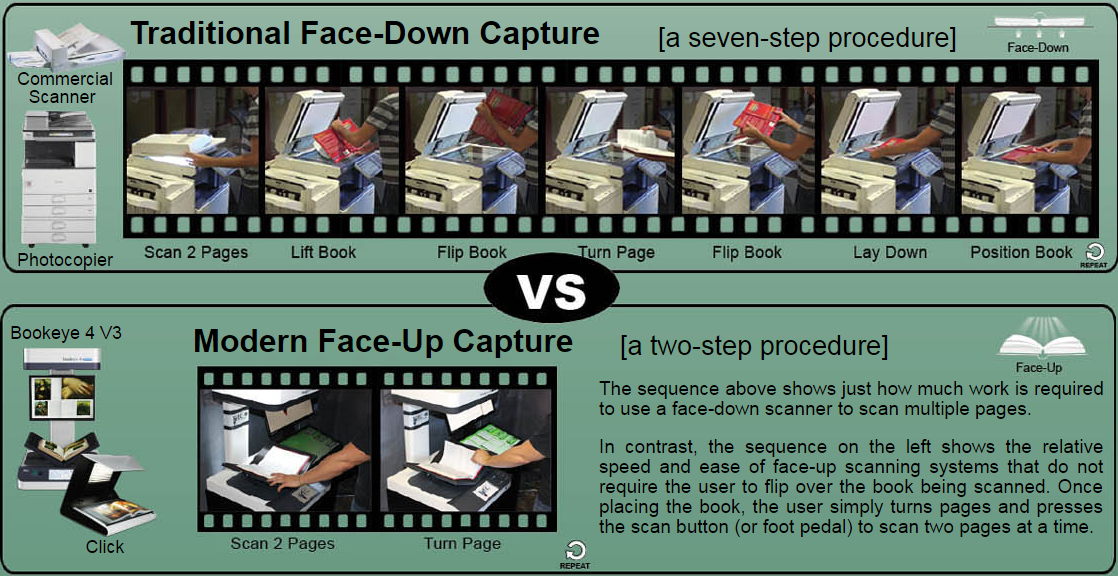 Traditional Face-Down Capture [a seven-step procedure]
Face-Down
Commercial
Scanner
Photocopier
Scan 2 Pages Lift Book Flip Book Turn Page Flip Book Lay Down Position Book
REPEAT
VS
Bookeye 4 V3
Modern Face-Up Capture [a two-step procedure]
Face-Up
Click
Scan 2 Pages Turn Page
REPEAT
The sequence above shows just how much work is required
to use a face-down scanner to scan multiple pages.
In contrast, the sequence on the left shows the relative
speed and ease of face-up scanning systems that do not
require the user to flip over the book being scanned. Once
placing the book, the user simply turns pages and presses
the scan button (or foot pedal) to scan two pages at a time.